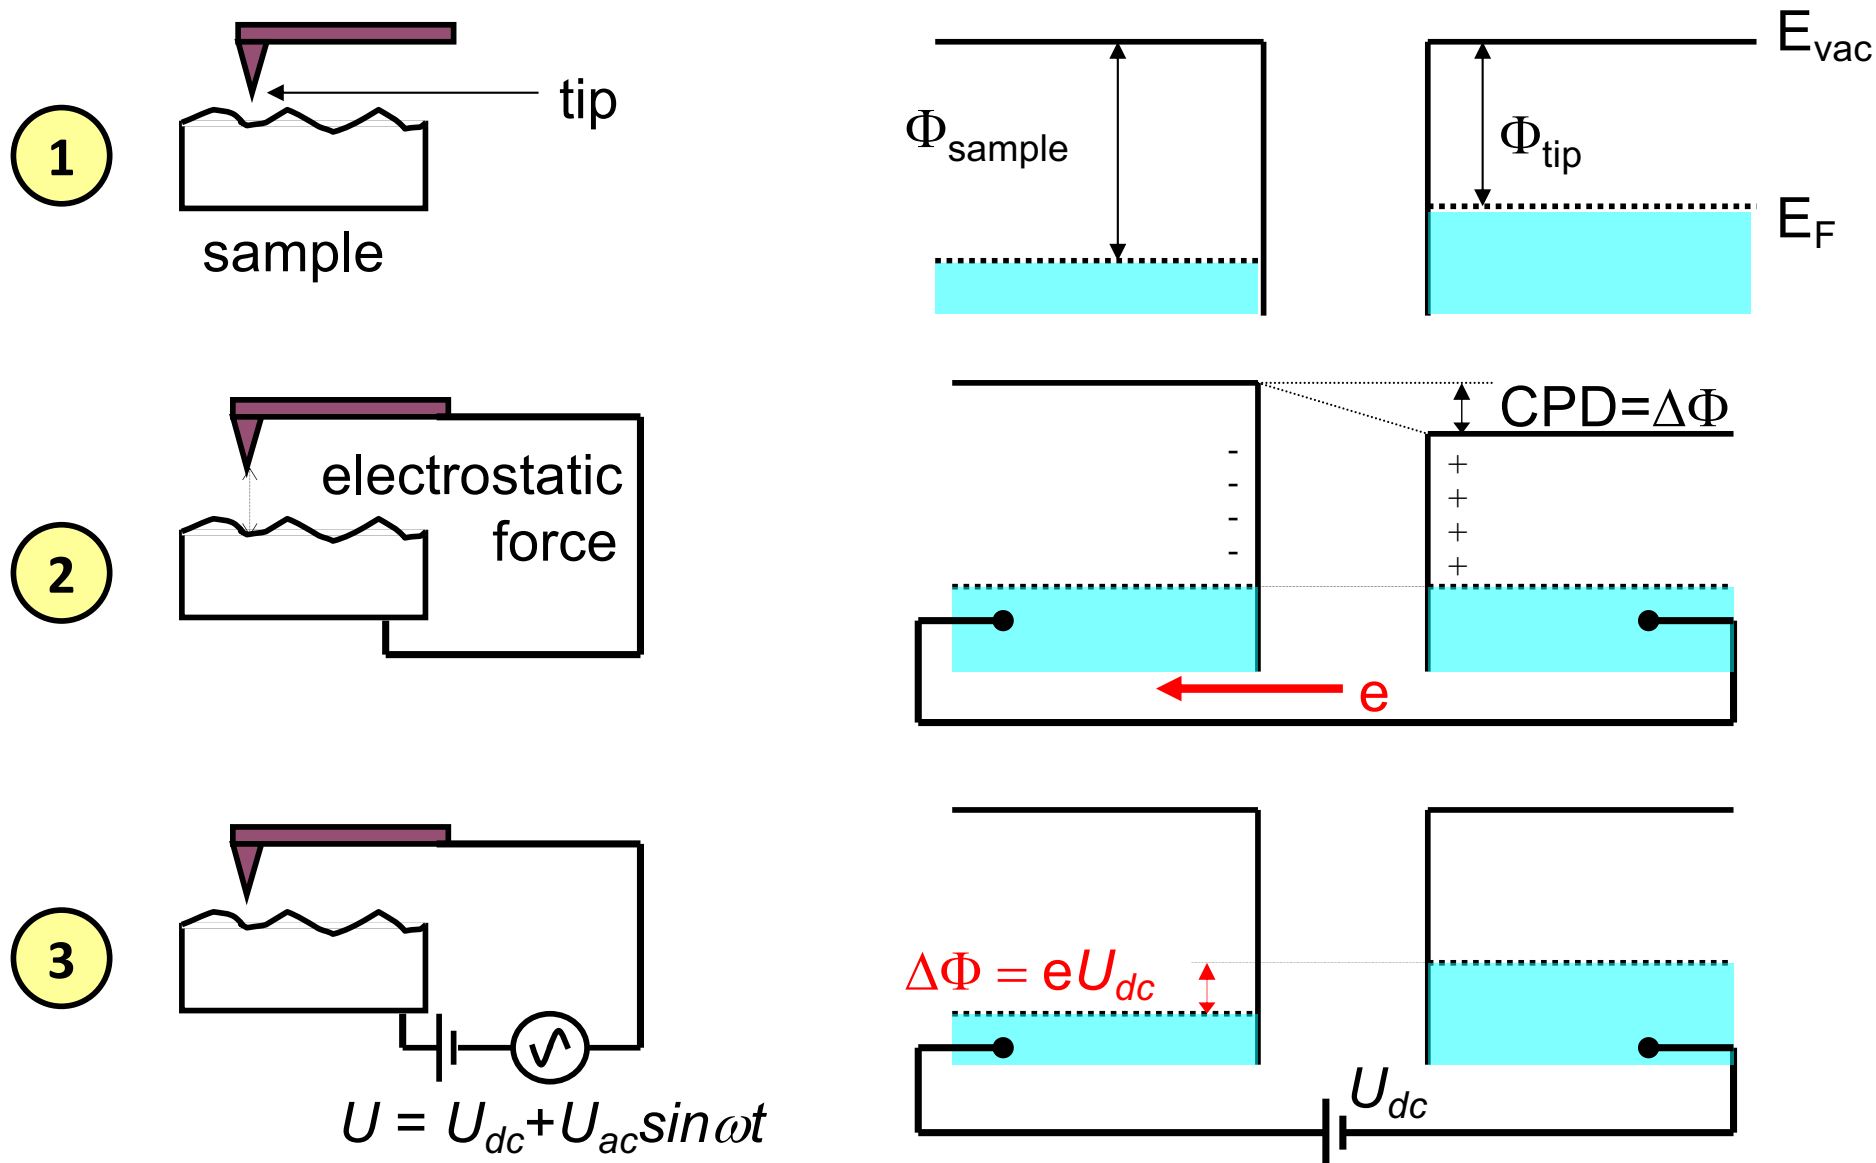 1
tip
sample
Φsample
Φtip
Evac
EF
2
electrostatic
force
CPD=ΔΦ
- +
- +
- +
- +
e
3
U = Udc+Uacsinωt
ΔΦ = eUdc
Udc